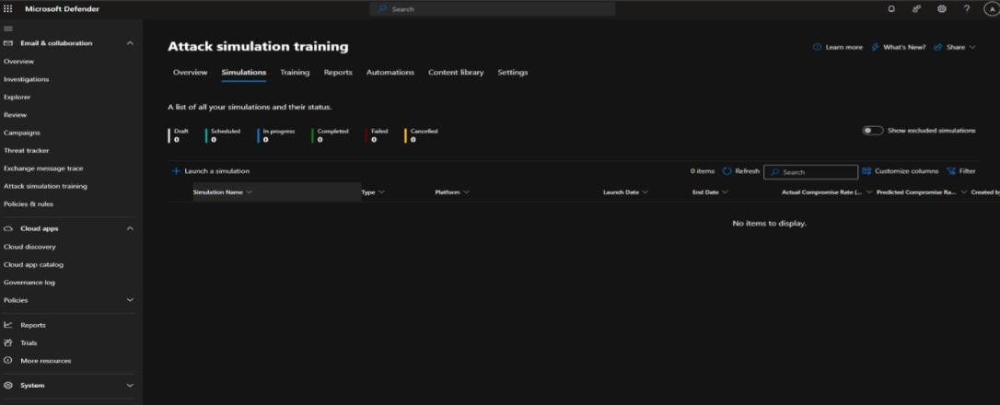 Microsoft Defender
Search
A
Email & collaboration
Overview
Investigations
Explorer
Review
Campaigns
Threat tracker
Exchange message trace
Attack simulation training
Policies & rules
Cloud apps
Cloud discovery
Cloud app catalog
Governance log
Policies
Reports
Trials
More resources
System
Attack simulation training
Learn more What's New? Share
Overview Simulations Training Reports Automations Content library Settings
A list of all your simulations and their status.
Draft Scheduled In progress Completed Failed Cancelled
0 0 0 0 0 0
Show excluded simulations
Launch a simulation
0 items Refresh Search Customize columns Filter
Simulation Name Type Platform Launch Date End Date Actual Compromise Rate (... Predicted Compromise Ra... Created by
No items to display.